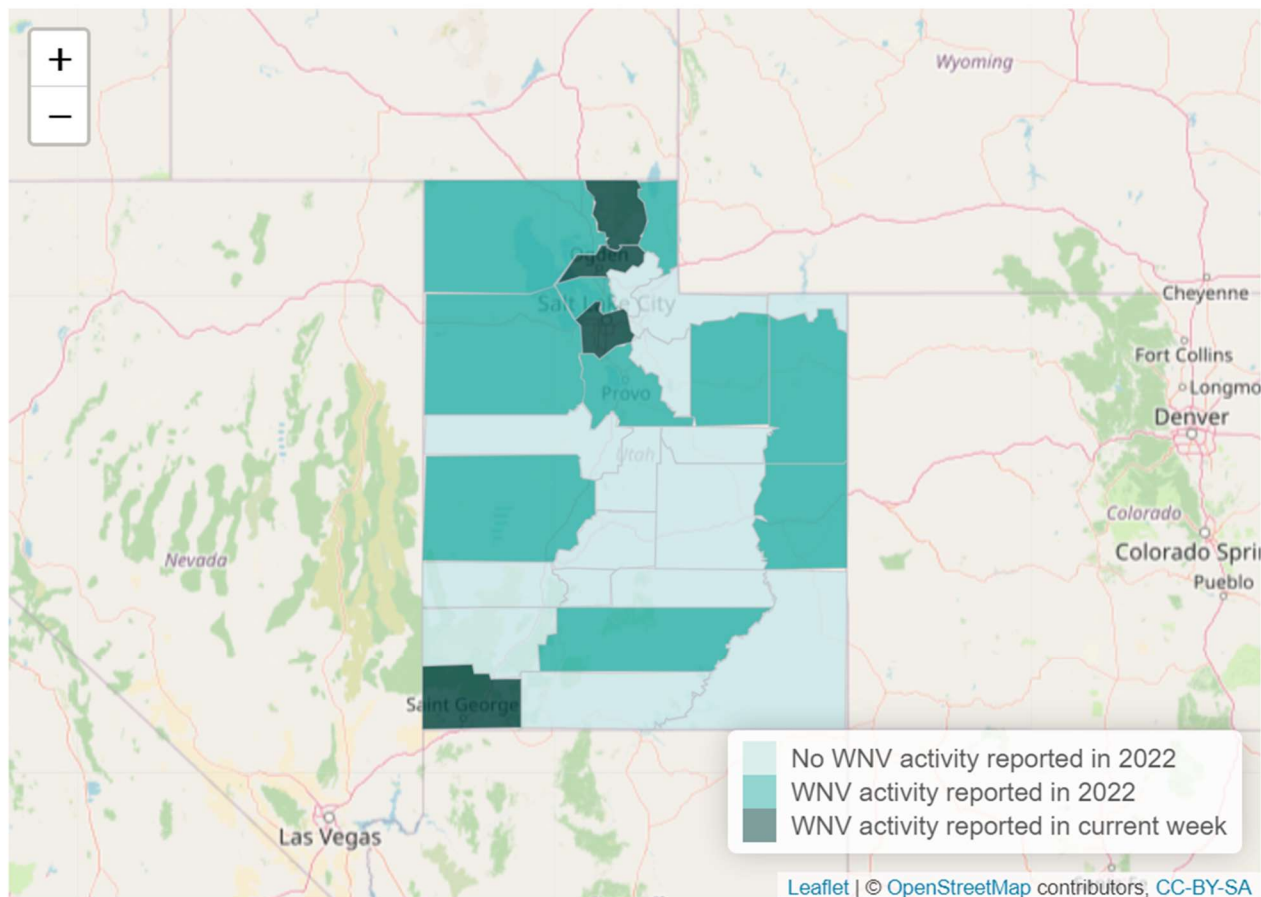 +
−
Wyoming
Ogden
Salt Lake City
Cheyenne
Fort Collins
Longmo
Provo
Denver
Utah
Nevada
Colorado
Colorado Spri
Pueblo
Saint George
Las Vegas
No WNV activity reported in 2022
WNV activity reported in 2022
WNV activity reported in current week
Leaflet | © OpenStreetMap contributors, CC-BY-SA